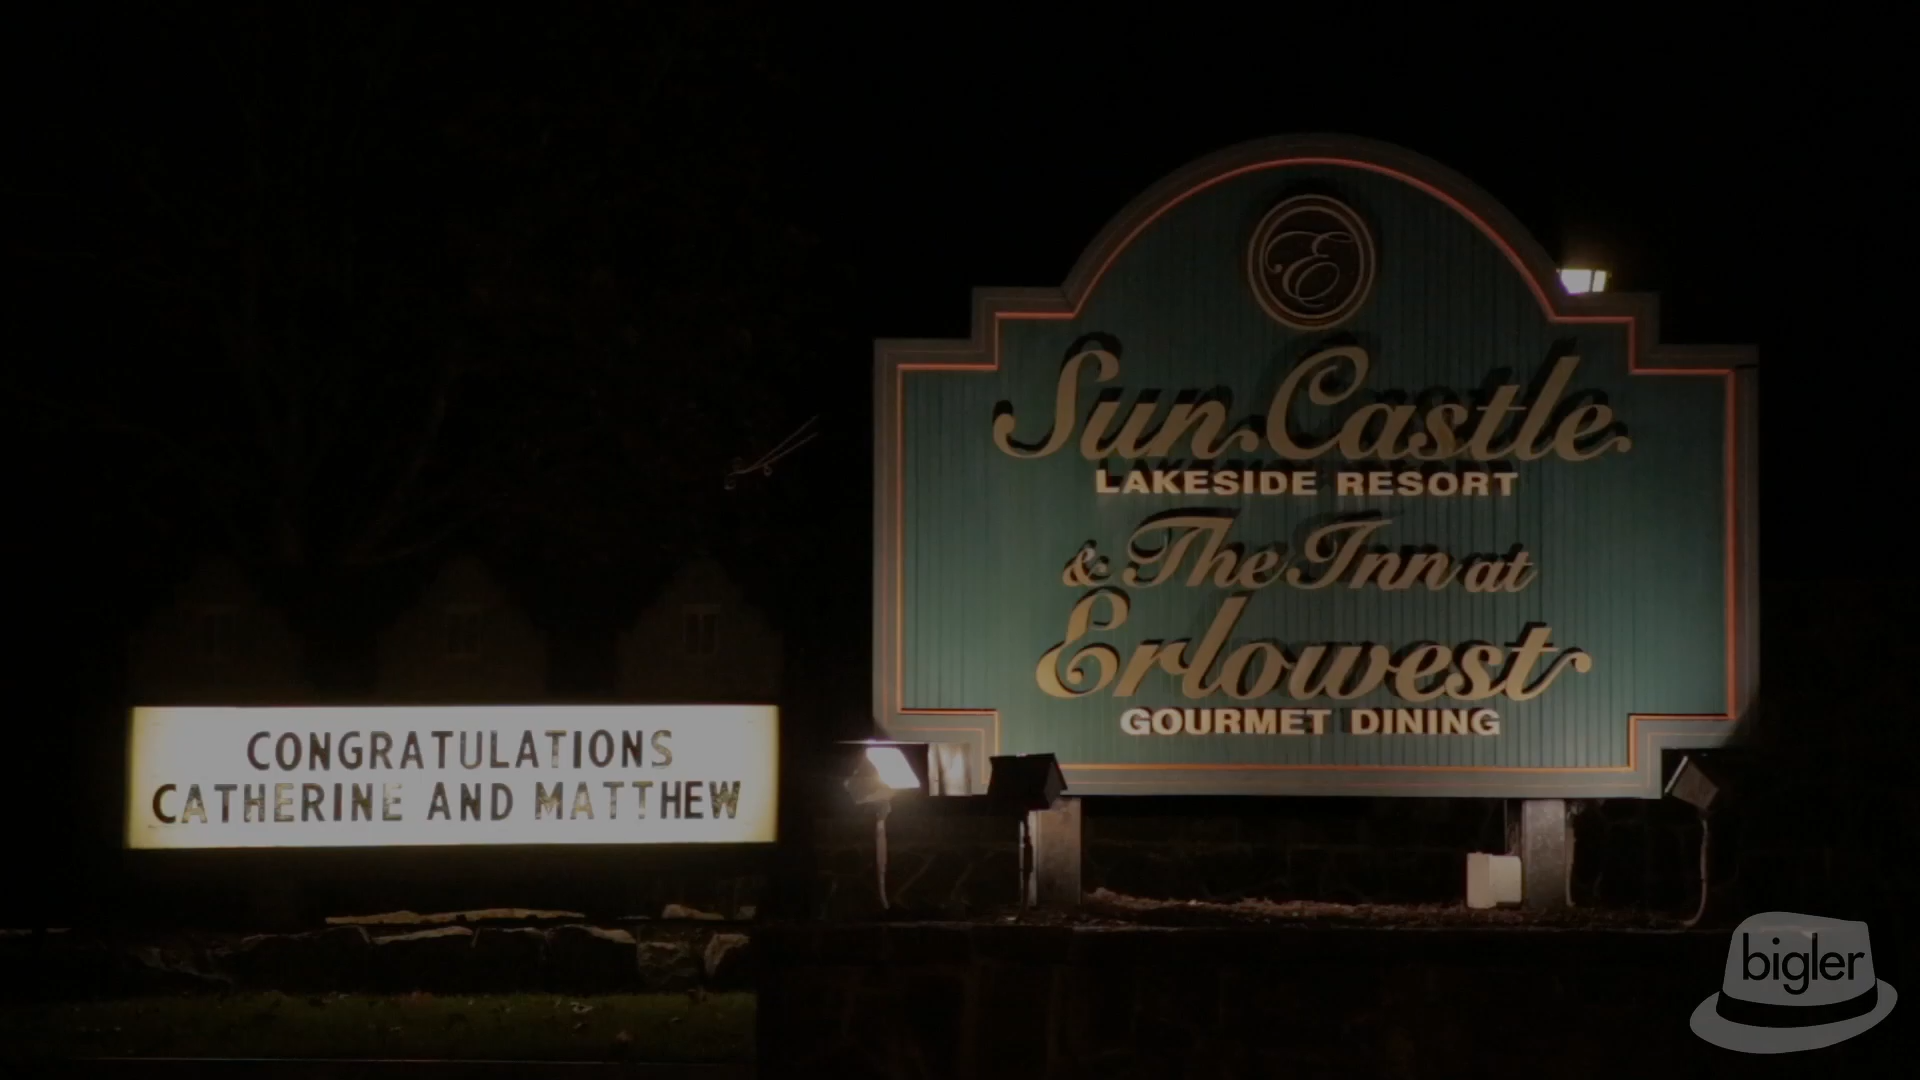 CONGRATULATIONS
CATHERINE AND MATTHEW
E
Sun Castle
LAKESIDE RESORT
& The Inn at
Erlowest
GOURMET DINING
bigler